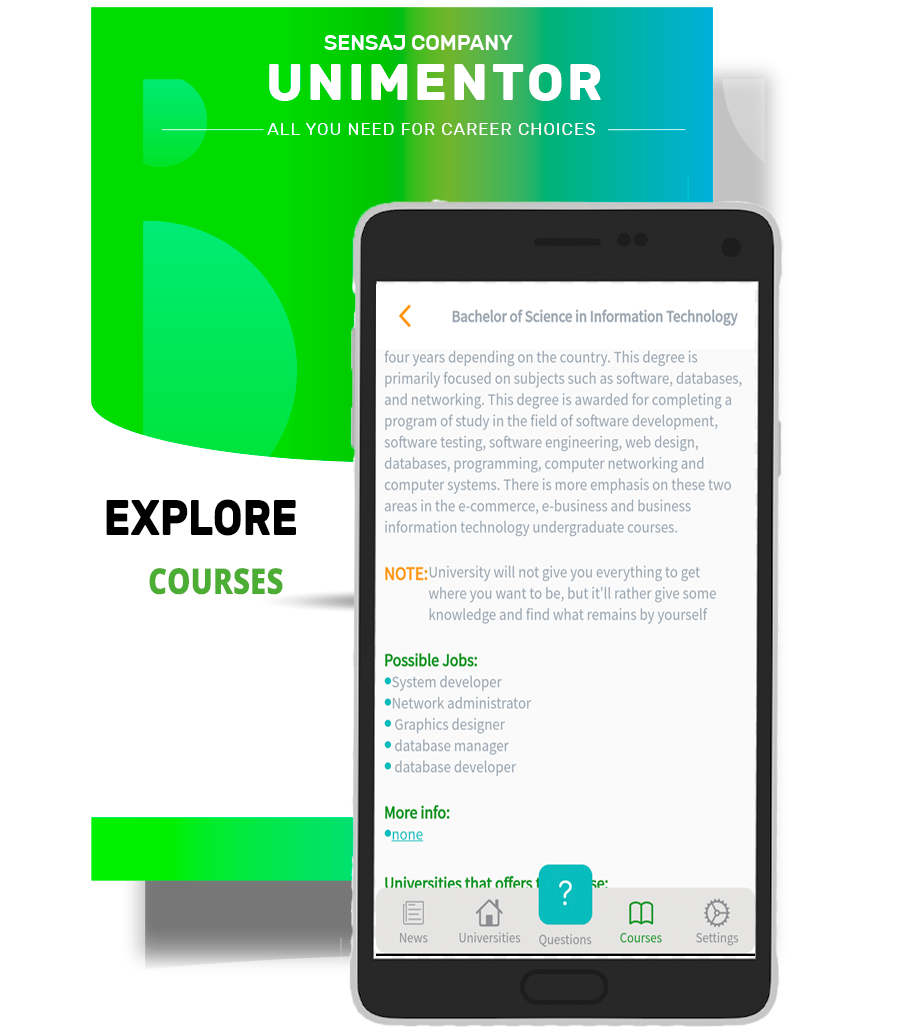 SENSAJ COMPANY
UNIMENTOR
ALL YOU NEED FOR CAREER CHOICES
EXPLORE
COURSES
Bachelor of Science in Information Technology
four years depending on the country. This degree is
primarily focused on subjects such as software, databases,
and networking. This degree is awarded for completing a
program of study in the field of software development,
software testing, software engineering, web design,
databases, programming, computer networking and
computer systems. There is more emphasis on these two
areas in the e-commerce, e-business and business
information technology undergraduate courses.
NOTE:University will not give you everything to get
where you want to be, but it'll rather give some
knowledge and find what remains by yourself
Possible Jobs:
•System developer
•Network administrator
• Graphics designer
• database manager
• database developer
More info:
•none
Universities that offers
?
News Universities Questions Courses Settings